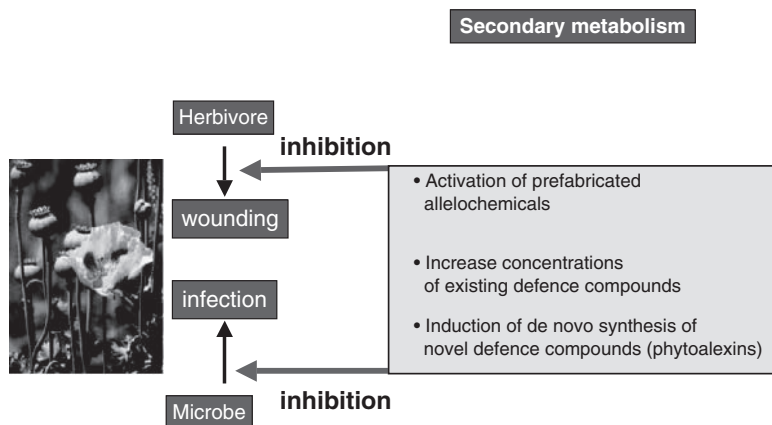 Secondary metabolism
Herbivore
inhibition
wounding
• Activation of prefabricated
allelochemicals
• Increase concentrations
of existing defence compounds
infection
• Induction of de novo synthesis of
novel defence compounds (phytoalexins)
inhibition
Microbe